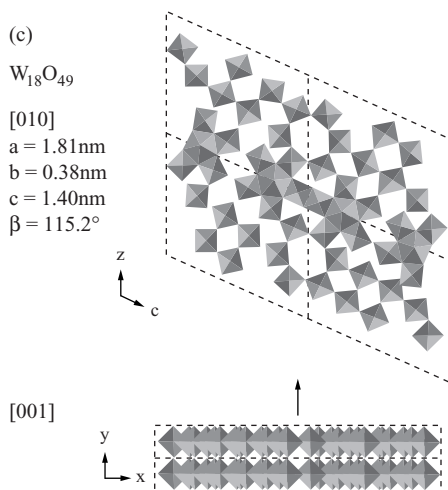 (c)
W₁₈O₄₉
[010]
a = 1.81nm
b = 0.38nm
c = 1.40nm
β = 115.2°
z
c
[001]
y
x